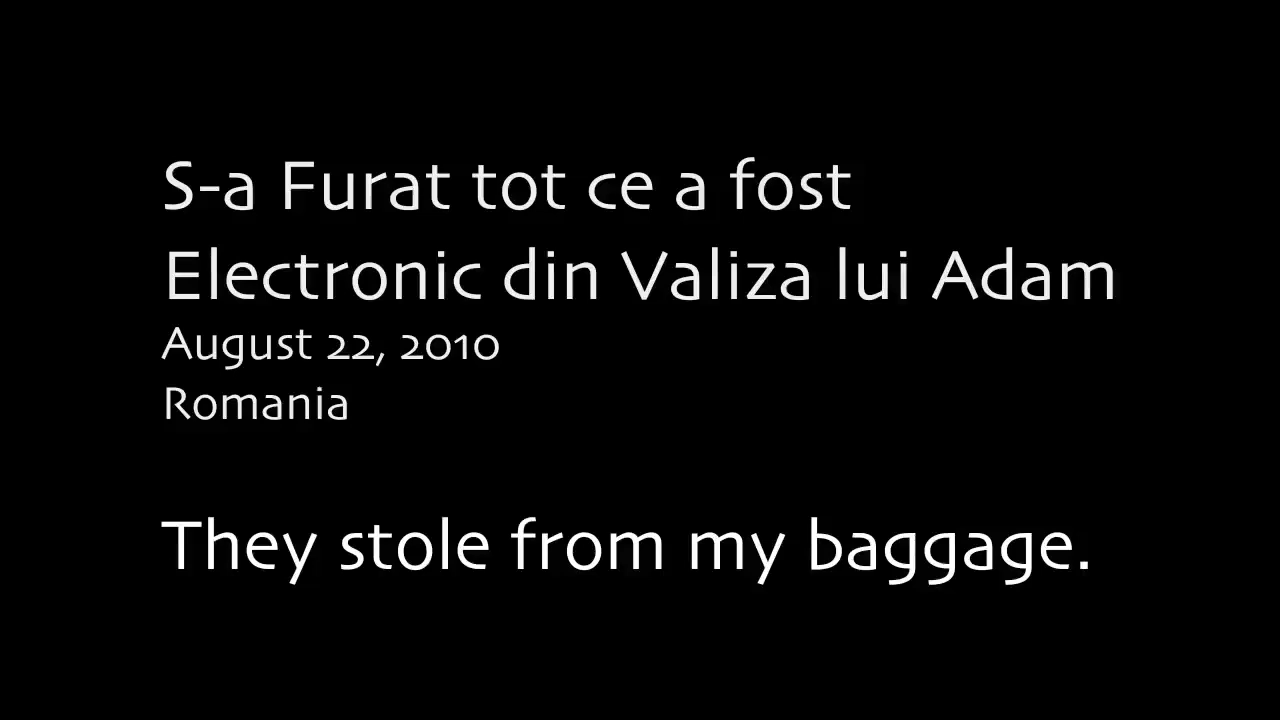 S-a Furat tot ce a fost
Electronic din Valiza lui Adam
August 22, 2010
Romania
They stole from my baggage.